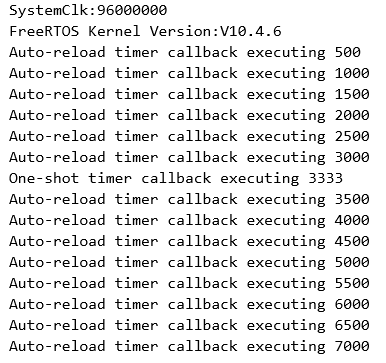 SystemClk:96000000
FreeRTOS Kernel Version:V10.4.6
Auto-reload timer callback executing 500
Auto-reload timer callback executing 1000
Auto-reload timer callback executing 1500
Auto-reload timer callback executing 2000
Auto-reload timer callback executing 2500
Auto-reload timer callback executing 3000
One-shot timer callback executing 3333
Auto-reload timer callback executing 3500
Auto-reload timer callback executing 4000
Auto-reload timer callback executing 4500
Auto-reload timer callback executing 5000
Auto-reload timer callback executing 5500
Auto-reload timer callback executing 6000
Auto-reload timer callback executing 6500
Auto-reload timer callback executing 7000